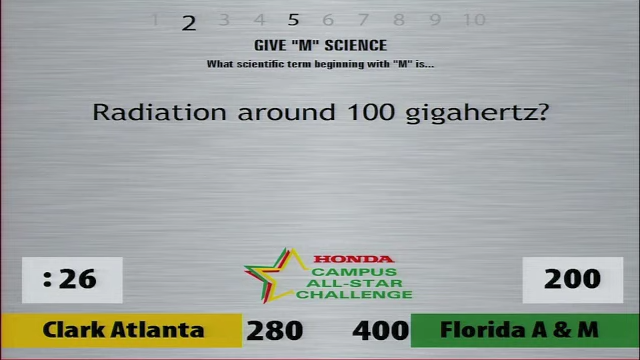 1 2 3 4 5 6 7 8 9 10
GIVE "M" SCIENCE
What scientific term beginning with "M" is...
Radiation around 100 gigahertz?
HONDA
CAMPUS
ALL-STAR
CHALLENGE
:26
200
Clark Atlanta 280 400 Florida A & M